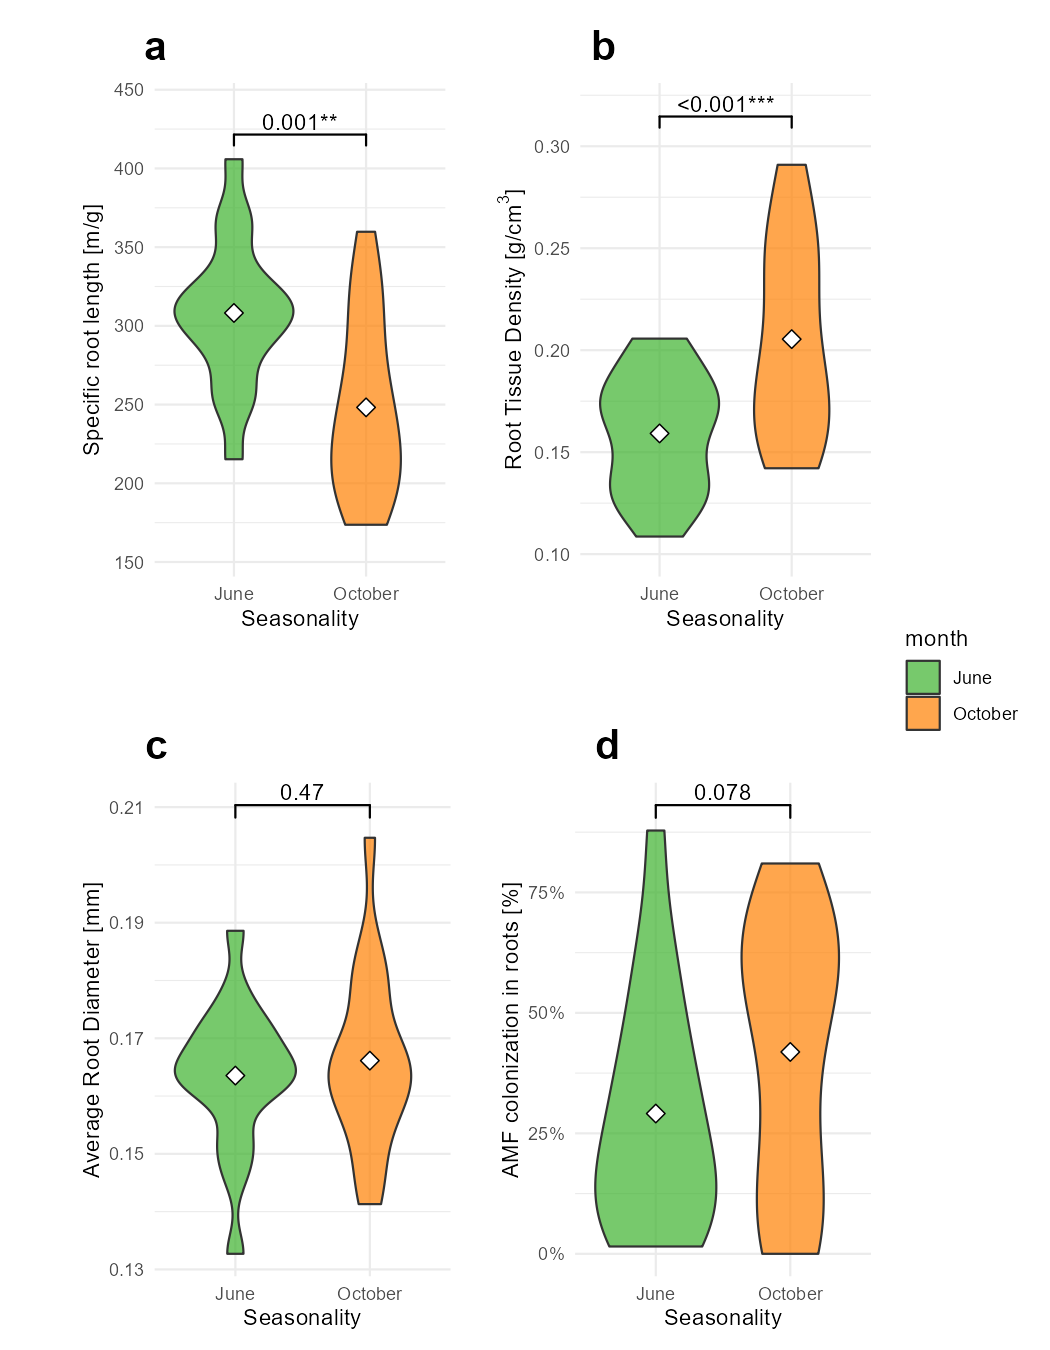 a
450
400
350
300
250
200
150
Specific root length [m/g]
0.001**
June
October
Seasonality
b
0.30
0.25
0.20
0.15
0.10
Root Tissue Density [g/cm³]
<0.001***
June
October
Seasonality
month
June
October
c
0.21
0.19
0.17
0.15
0.13
Average Root Diameter [mm]
0.47
June
October
Seasonality
d
75%
50%
25%
0%
AMF colonization in roots [%]
0.078
June
October
Seasonality